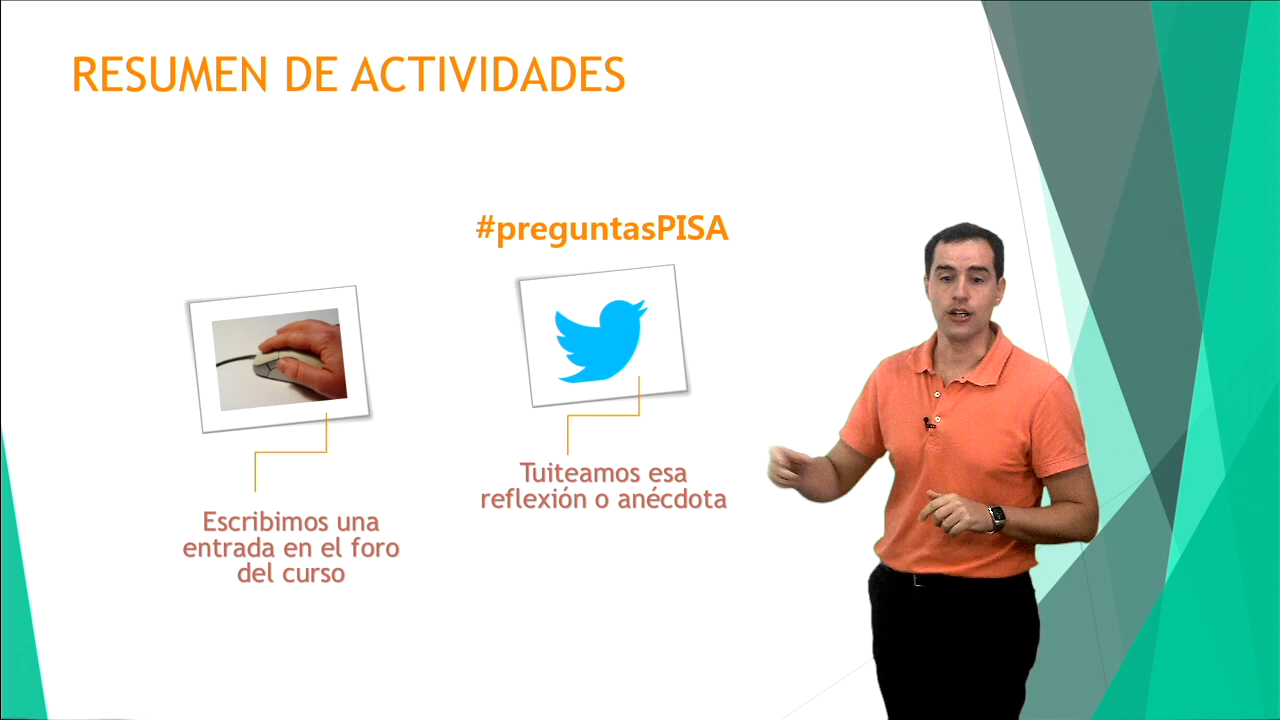 RESUMEN DE ACTIVIDADES
#preguntasPISA
Tuiteamos esa
reflexión o anécdota
Escribimos una
entrada en el foro
del curso